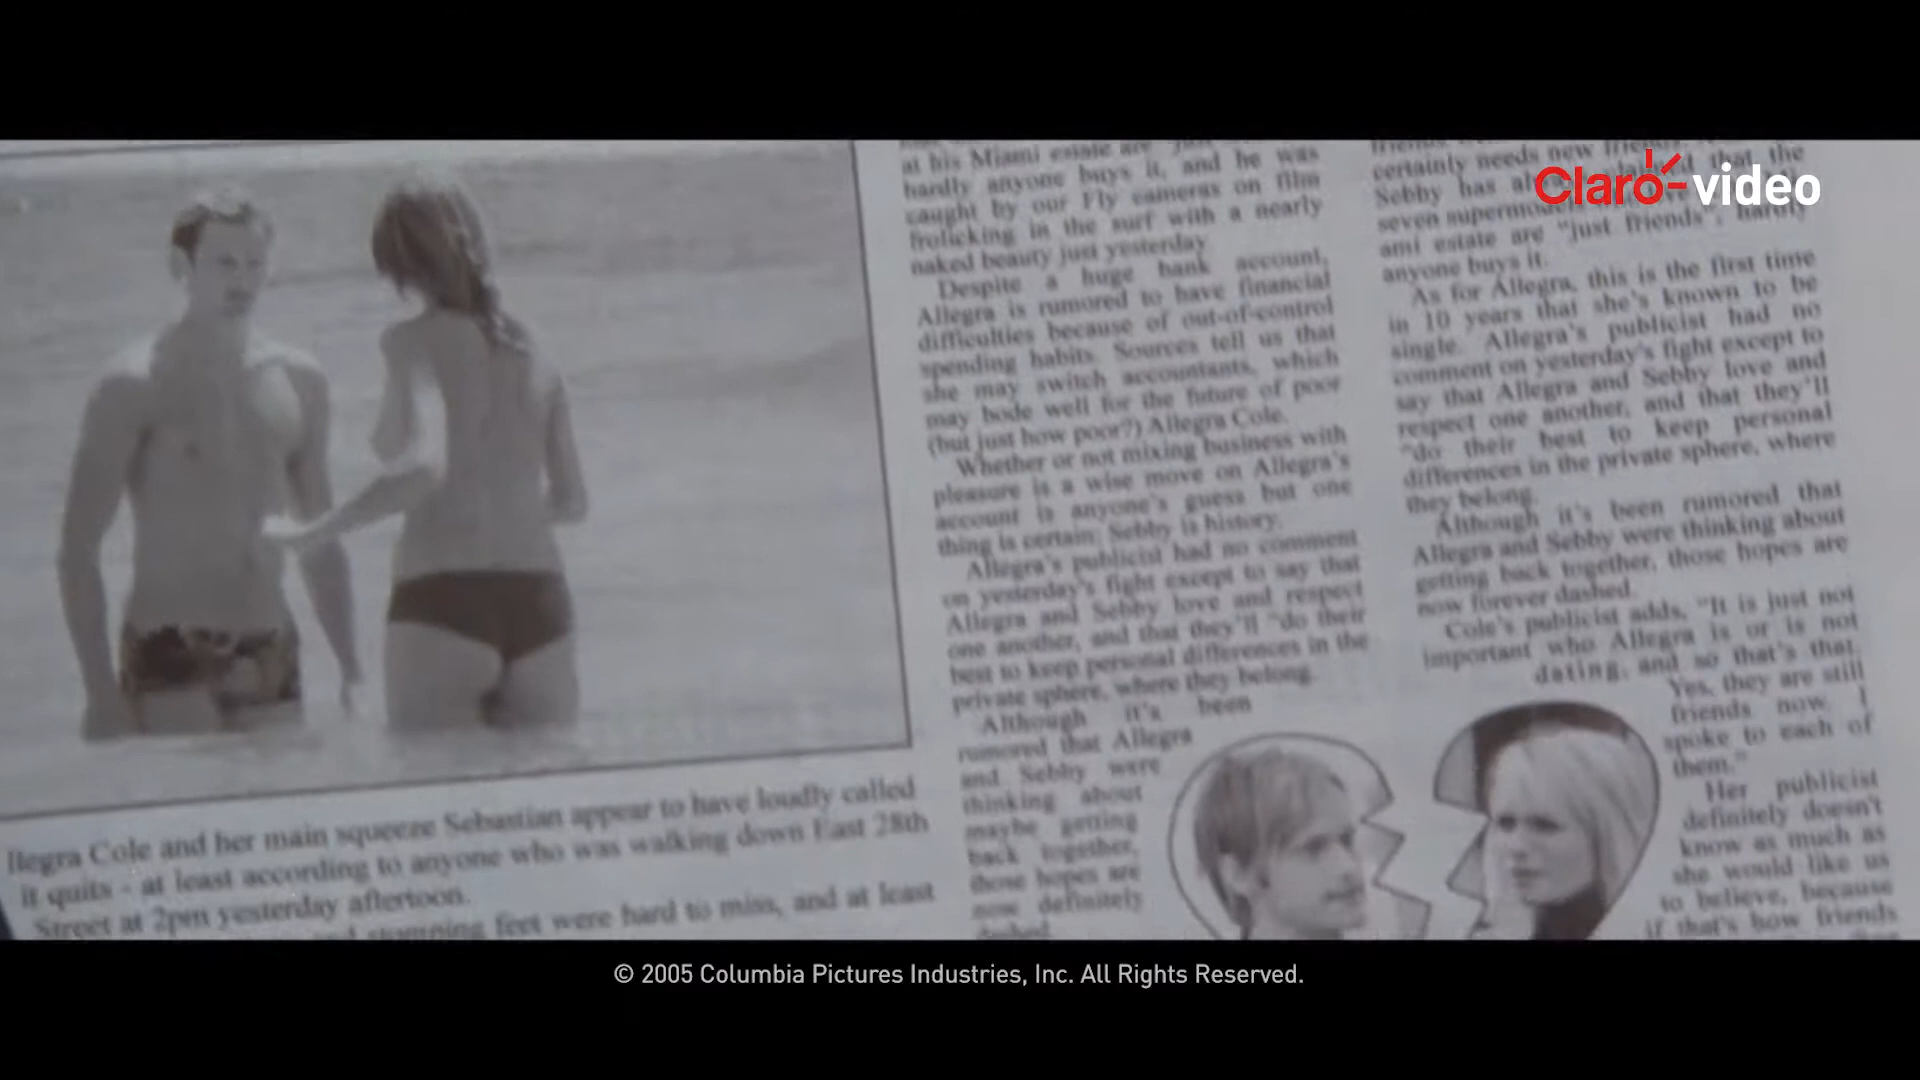 at his Miami estate are
hardly anyone buys it, and he was
caught by our Fly cameras on film
frolicking in the surf with a nearly
naked beauty just yesterday
Despite a huge bank account,
Allegra is rumored to have financial
difficulties because of out-of-control
spending habits. Sources tell us that
she may switch accountants, which
may bode well for the future of poor
(but just how poor?) Allegra Cole.
Whether or not mixing business with
pleasure is a wise move on Allegra's
account is anyone's guess but one
thing is certain: Sebby is history.
Allegra's publicist had no comment
on yesterday's fight except to say that
Allegra and Sebby love and respect
one another, and that they'll "do their
best to keep personal differences in the
private sphere, where they belong.
Although it's been
rumored that Allegra
and Sebby were
thinking about
maybe getting
back together,
those hopes are
now definitely
dashed.
certainly needs new
that the
Sebby has
seven
ami estate are "just friends", hardly
anyone buys it.
As for Allegra, this is the first time
in 10 years that she's known to be
single. Allegra's publicist had no
comment on yesterday's fight except to
say that Allegra and Sebby love and
respect one another, and that they'll
"do their best to keep personal
differences in the private sphere, where
they belong.
Although it's been rumored that
Allegra and Sebby were thinking about
getting back together, those hopes are
now forever dashed.
Cole's publicist adds, "It is just not
important who Allegra is or is not
dating, and so that's that.
Yes, they are still
friends now. I
spoke to each of
them."
Her publicist
definitely doesn't
know as much as
she would like us
to believe, because
if that's how friends
llegra Cole and her main squeeze Sebastian appear to have loudly called
it quits - at least according to anyone who was walking down East 28th
Street at 2pm yesterday aftertoon.
stomping feet were hard to miss, and at least
Claro-video
© 2005 Columbia Pictures Industries, Inc. All Rights Reserved.